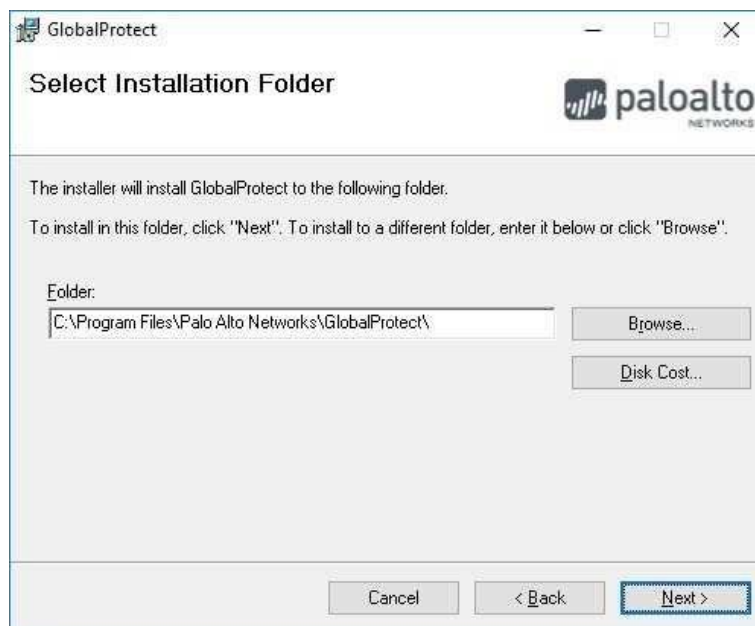 GlobalProtect
Select Installation Folder
paloalto
NETWORKS
The installer will install GlobalProtect to the following folder.
To install in this folder, click "Next". To install to a different folder, enter it below or click "Browse".
Folder:
C:\Program Files\Palo Alto Networks\GlobalProtect\
Browse...
Disk Cost...
Cancel
< Back
Next >